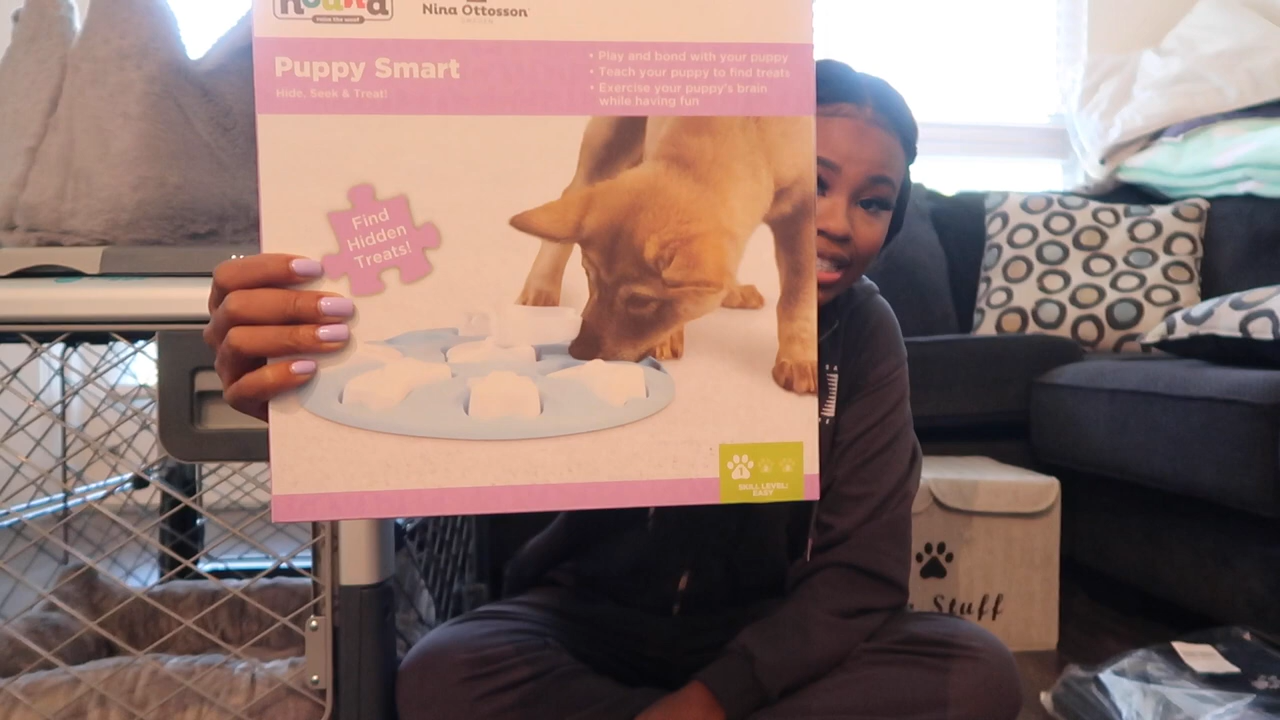 Nina Ottosson
Puppy Smart
Hide, Seek & Treat!
• Play and bond with your puppy
• Teach your puppy to find treats
• Exercise your puppy's brain
while having fun
Find
Hidden
Treats!
1
SKILL LEVEL:
EASY
Stuff